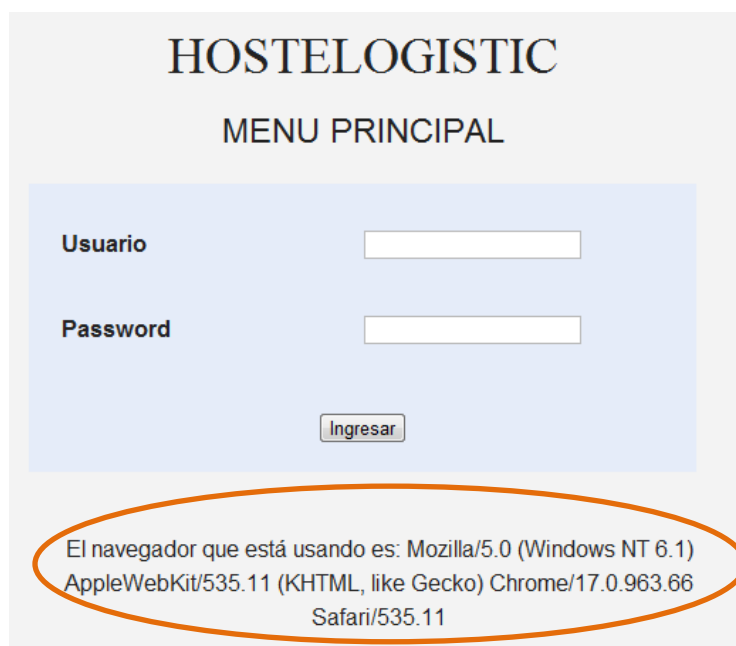 HOSTELOGISTIC
MENU PRINCIPAL
Usuario
Password
Ingresar
El navegador que está usando es: Mozilla/5.0 (Windows NT 6.1)
AppleWebKit/535.11 (KHTML, like Gecko) Chrome/17.0.963.66
Safari/535.11